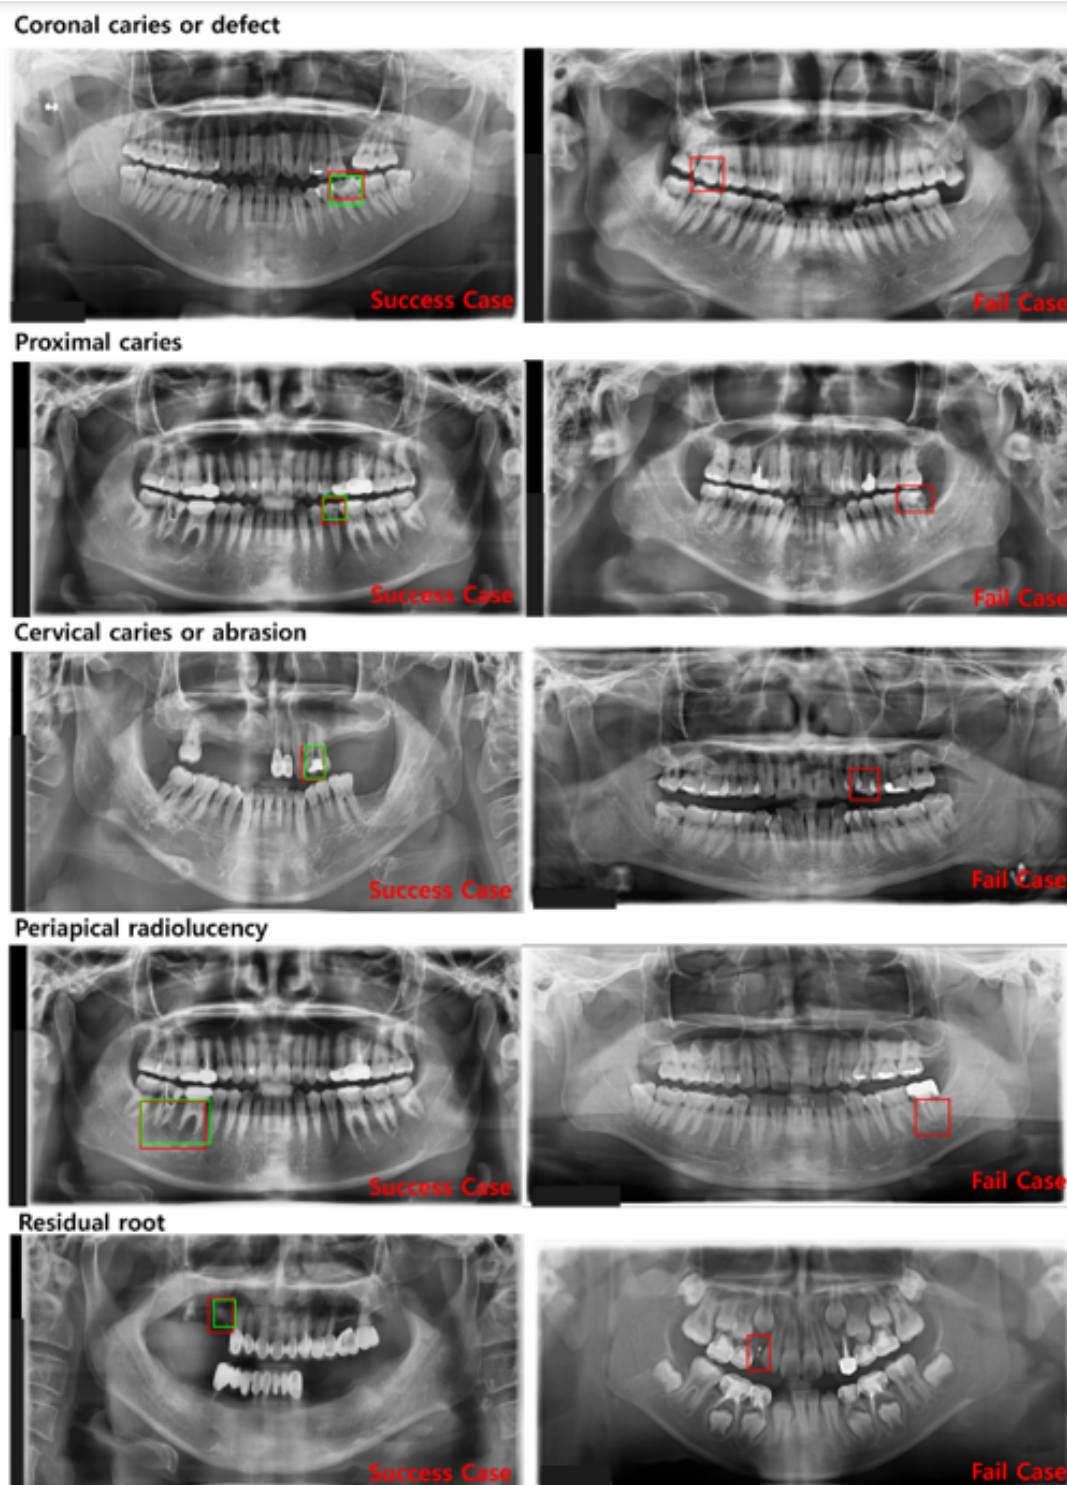 Coronal caries or defect
Success Case
Fail Case
Proximal caries
Success Case
Fail Case
Cervical caries or abrasion
Success Case
Fail Case
Periapical radiolucency
Success Case
Fail Case
Residual root
Success Case
Fail Case